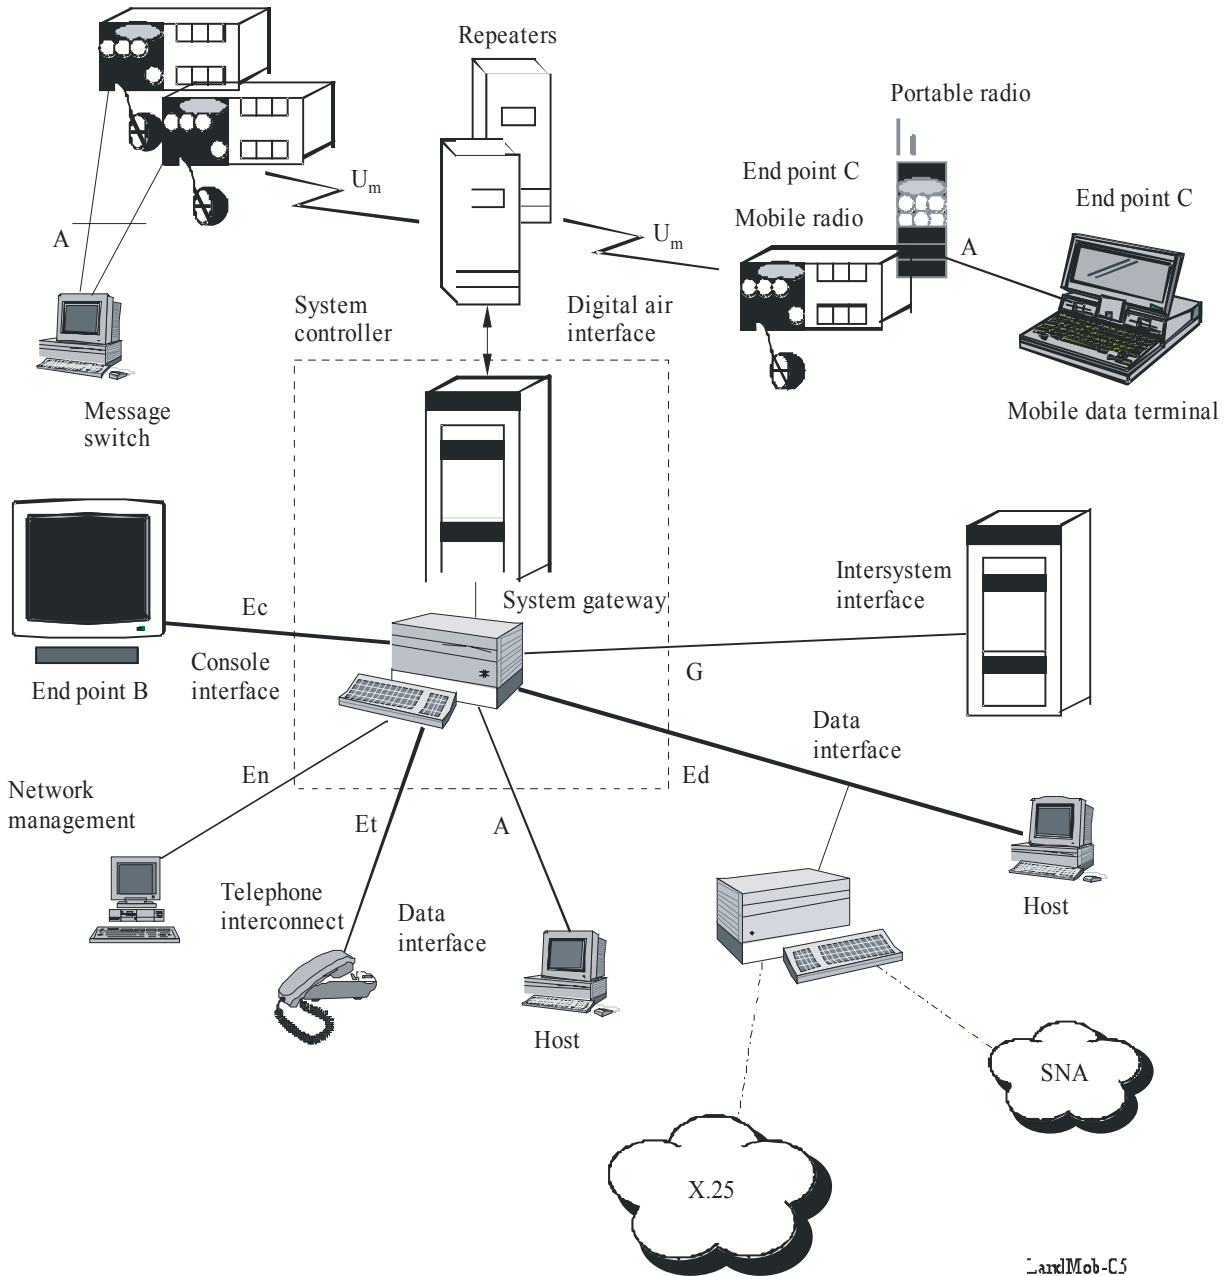 Repeaters
Portable radio
End point C
Mobile radio
End point C
Um
Um
A
A
System
controller
Digital air
interface
Message
switch
Mobile data terminal
Intersystem
interface
System gateway
Ec
Console
interface
End point B
G
Data
interface
En
Ed
Network
management
Et
A
Telephone
interconnect
Data
interface
Host
Host
SNA
X.25
LandMob-C5